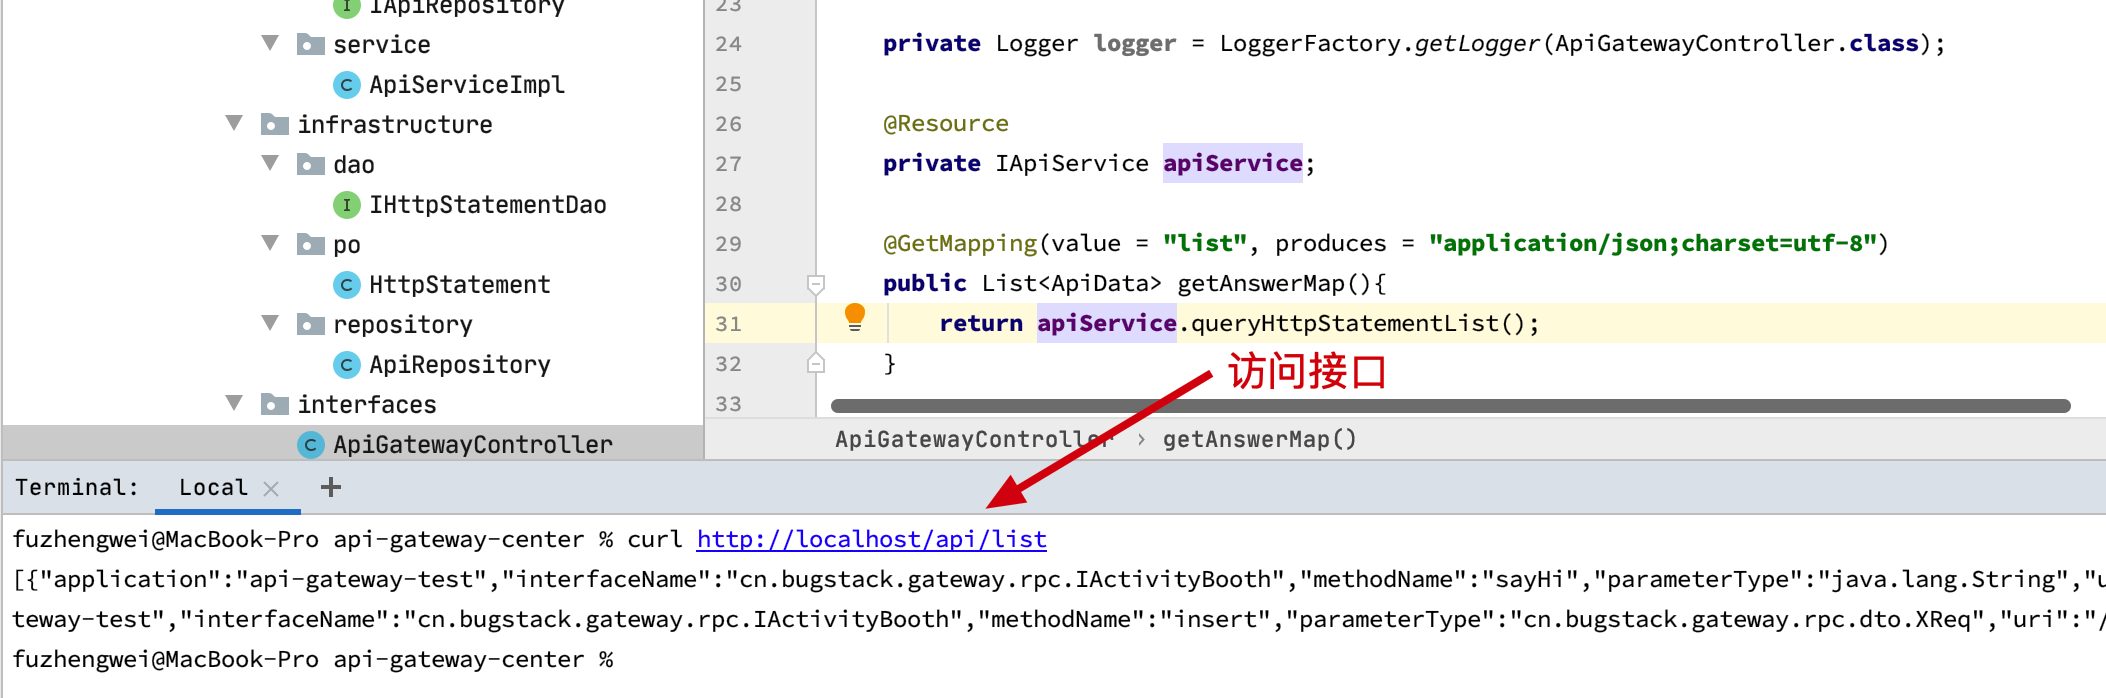 IApiRepository
service
ApiServiceImpl
infrastructure
dao
IHttpStatementDao
po
HttpStatement
repository
ApiRepository
interfaces
ApiGatewayController
23
24 private Logger logger = LoggerFactory.getLogger(ApiGatewayController.class);
25
26 @Resource
27 private IApiService apiService;
28
29 @GetMapping(value = "list", produces = "application/json;charset=utf-8")
30 public List<ApiData> getAnswerMap(){
31 return apiService.queryHttpStatementList();
32 }
访问接口
33
ApiGatewayController › getAnswerMap()
Terminal: Local × +
fuzhengwei@MacBook-Pro api-gateway-center % curl http://localhost/api/list
[{"application":"api-gateway-test","interfaceName":"cn.bugstack.gateway.rpc.IActivityBooth","methodName":"sayHi","parameterType":"java.lang.String","u
teway-test","interfaceName":"cn.bugstack.gateway.rpc.IActivityBooth","methodName":"insert","parameterType":"cn.bugstack.gateway.rpc.dto.XReq","uri":"/
fuzhengwei@MacBook-Pro api-gateway-center %